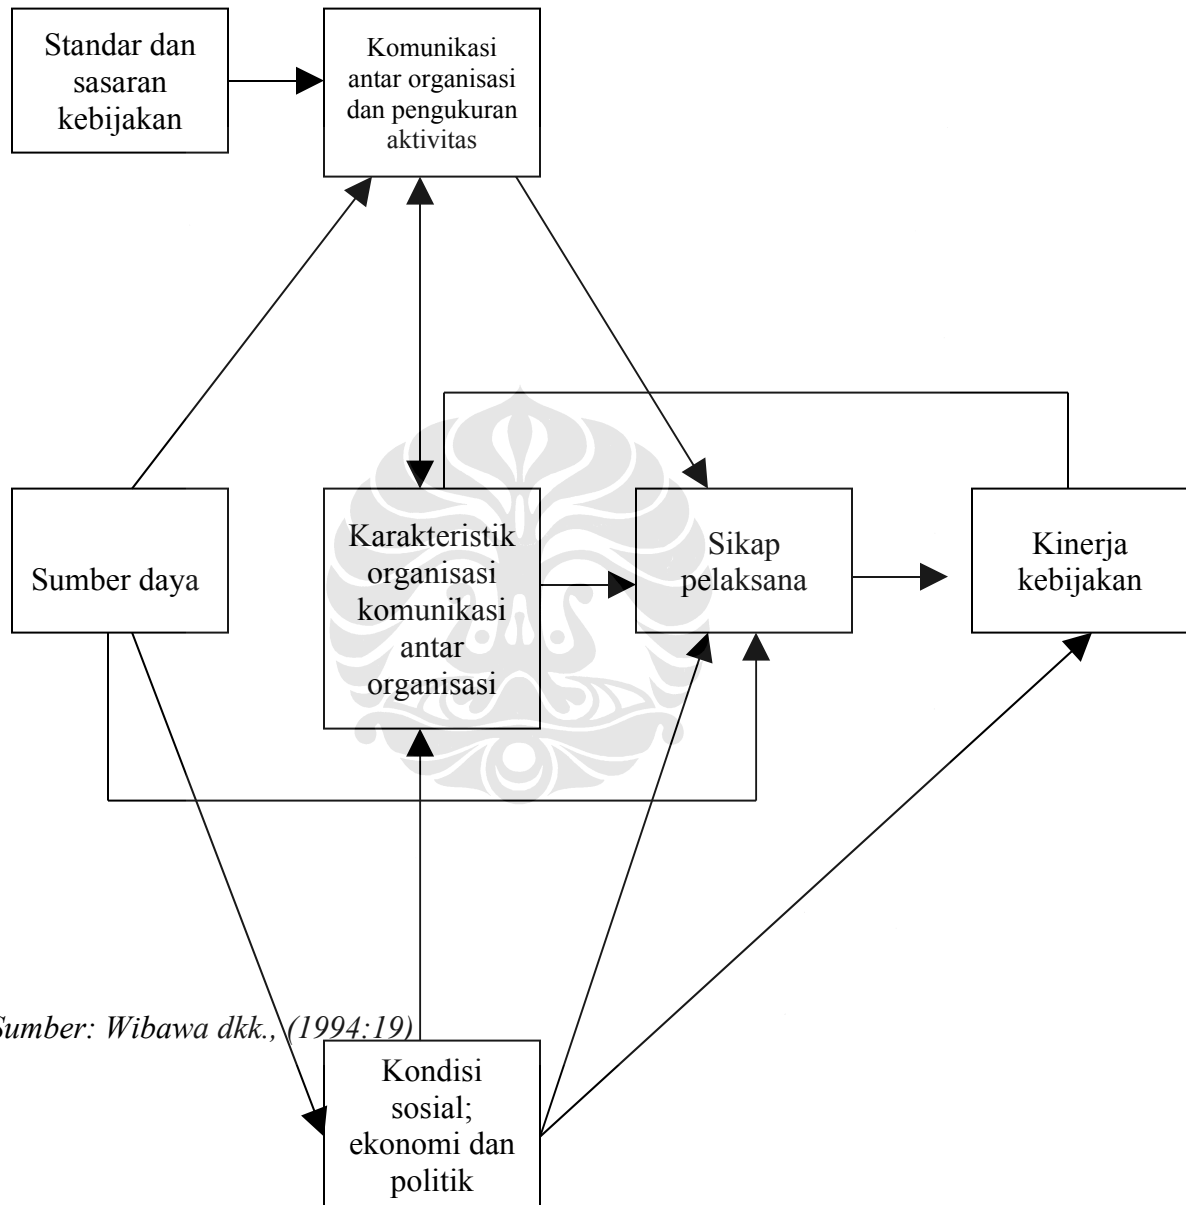 Standar dan
sasaran
kebijakan
Komunikasi
antar organisasi
dan pengukuran
aktivitas
Sumber daya
Karakteristik
organisasi
komunikasi
antar
organisasi
Sikap
pelaksana
Kinerja
kebijakan
Sumber: Wibawa dkk., (1994:19)
Kondisi
sosial;
ekonomi dan
politik